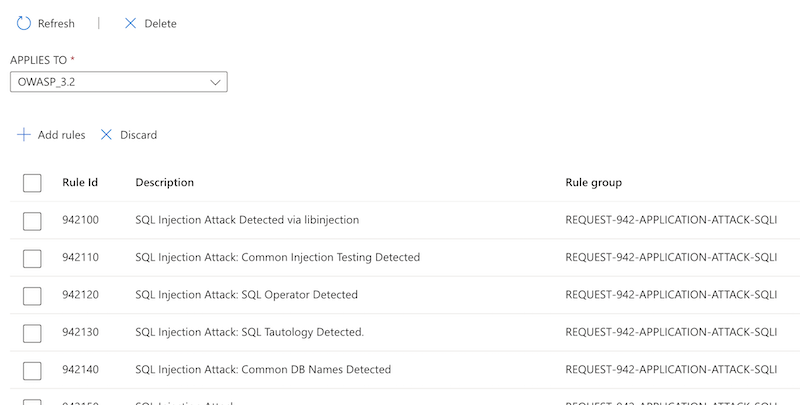 Refresh | Delete
APPLIES TO *
OWASP_3.2
Add rules Discard
Rule Id Description Rule group
942100 SQL Injection Attack Detected via libinjection REQUEST-942-APPLICATION-ATTACK-SQLI
942110 SQL Injection Attack: Common Injection Testing Detected REQUEST-942-APPLICATION-ATTACK-SQLI
942120 SQL Injection Attack: SQL Operator Detected REQUEST-942-APPLICATION-ATTACK-SQLI
942130 SQL Injection Attack: SQL Tautology Detected. REQUEST-942-APPLICATION-ATTACK-SQLI
942140 SQL Injection Attack: Common DB Names Detected REQUEST-942-APPLICATION-ATTACK-SQLI